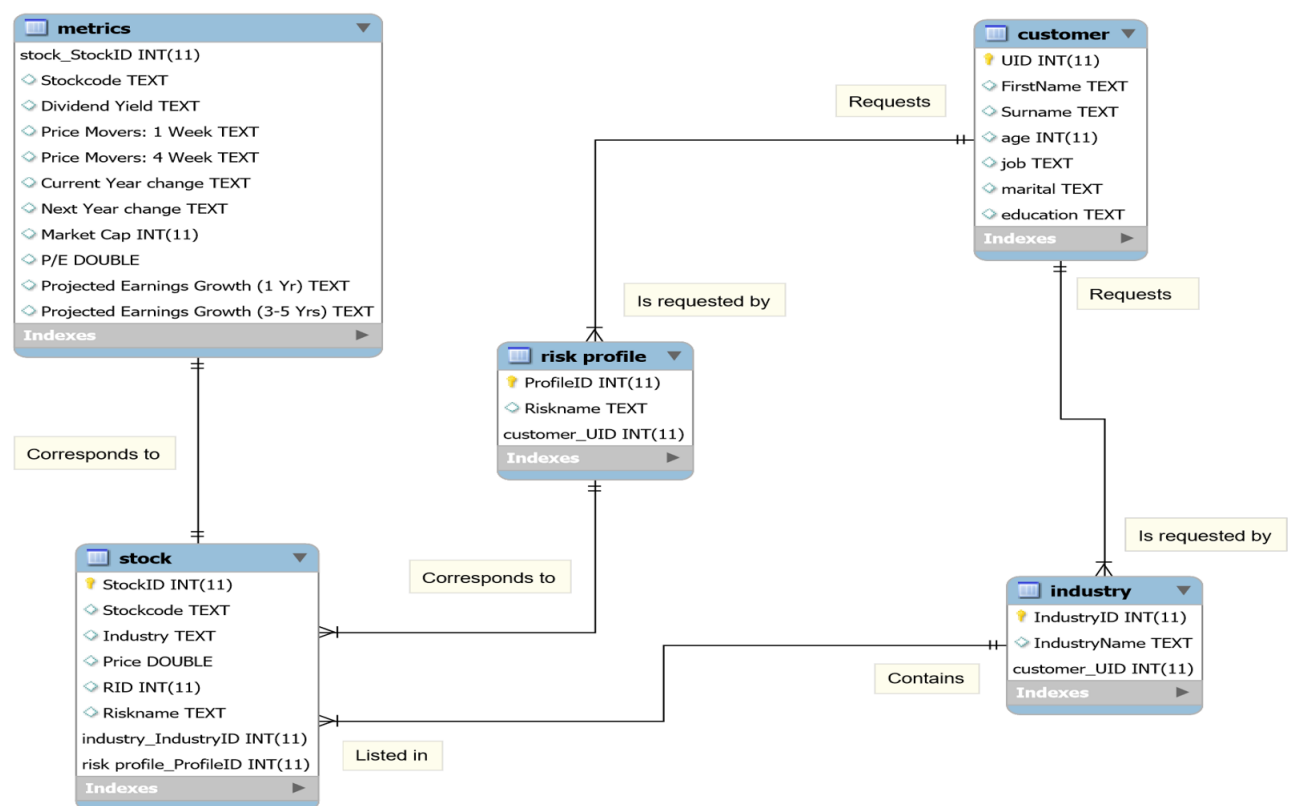 metrics
stock_StockID INT(11)
Stockcode TEXT
Dividend Yield TEXT
Price Movers: 1 Week TEXT
Price Movers: 4 Week TEXT
Current Year change TEXT
Next Year change TEXT
Market Cap INT(11)
P/E DOUBLE
Projected Earnings Growth (1 Yr) TEXT
Projected Earnings Growth (3-5 Yrs) TEXT
Indexes
customer
UID INT(11)
FirstName TEXT
Surname TEXT
age INT(11)
job TEXT
marital TEXT
education TEXT
Indexes
Requests
Requests
Is requested by
risk profile
ProfileID INT(11)
Riskname TEXT
customer_UID INT(11)
Indexes
Corresponds to
Corresponds to
Is requested by
stock
StockID INT(11)
Stockcode TEXT
Industry TEXT
Price DOUBLE
RID INT(11)
Riskname TEXT
industry_IndustryID INT(11)
risk profile_ProfileID INT(11)
Indexes
industry
IndustryID INT(11)
IndustryName TEXT
customer_UID INT(11)
Indexes
Contains
Listed in